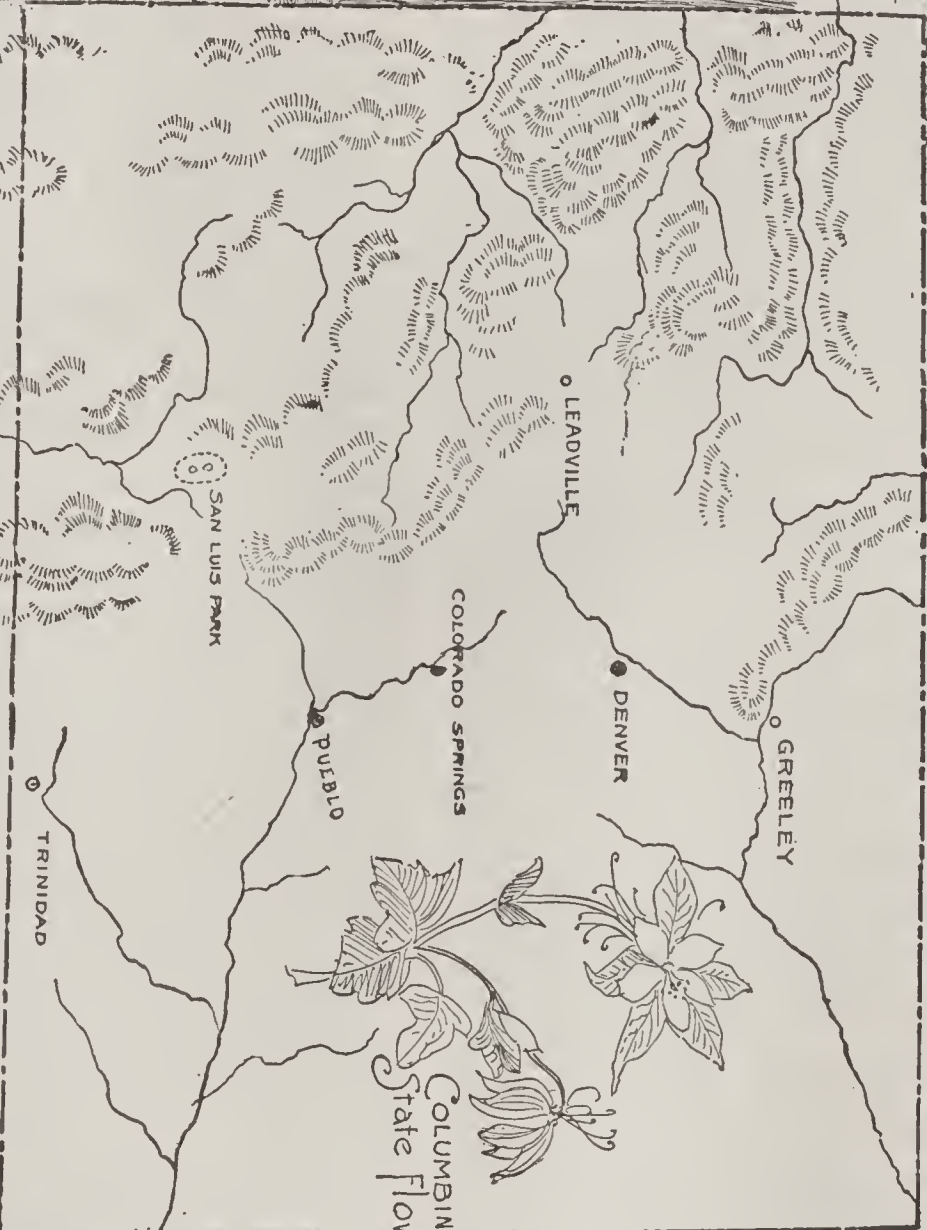 GREELEY
DENVER
LEADVILLE
COLORADO SPRINGS
COLUMBIN
State Flo
PUEBLO
SAN LUIS PARK
TRINIDAD